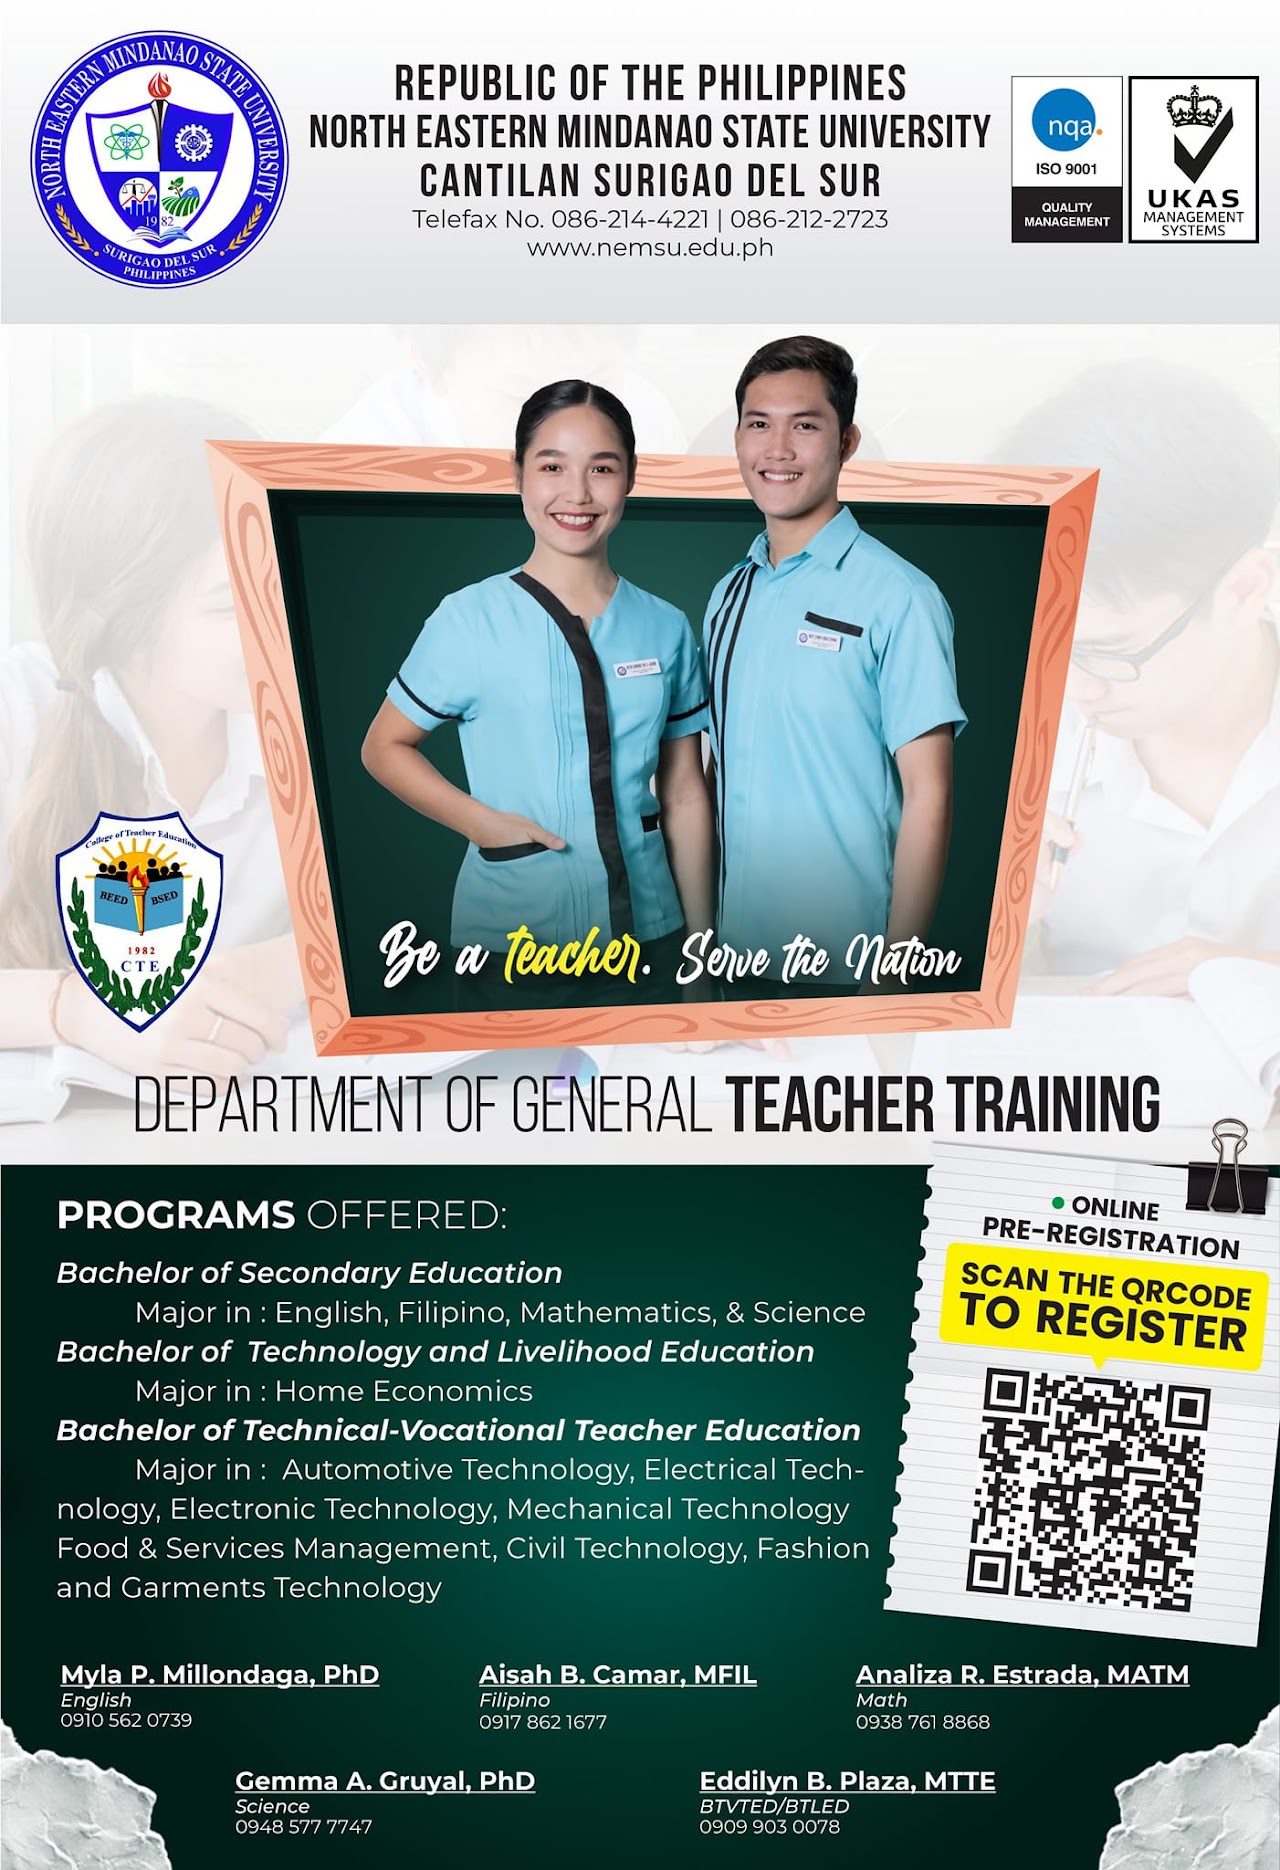 NORTH EASTERN MINDANAO STATE UNIVERSITY
1982
SURIGAO DEL SUR
PHILIPPINES
REPUBLIC OF THE PHILIPPINES
NORTH EASTERN MINDANAO STATE UNIVERSITY
CANTILAN SURIGAO DEL SUR
Telefax No. 086-214-4221 | 086-212-2723
www.nemsu.edu.ph
nqa.
ISO 9001
QUALITY
MANAGEMENT
UKAS
MANAGEMENT
SYSTEMS
College of Teacher Education
BEED BSED
1982
CTE
Be a teacher. Serve the Nation
DEPARTMENT OF GENERAL TEACHER TRAINING
PROGRAMS OFFERED:
Bachelor of Secondary Education
Major in : English, Filipino, Mathematics, & Science
Bachelor of Technology and Livelihood Education
Major in : Home Economics
Bachelor of Technical-Vocational Teacher Education
Major in : Automotive Technology, Electrical Tech-
nology, Electronic Technology, Mechanical Technology
Food & Services Management, Civil Technology, Fashion
and Garments Technology
ONLINE
PRE-REGISTRATION
SCAN THE QRCODE
TO REGISTER
Myla P. Millondaga, PhD
English
0910 562 0739
Aisah B. Camar, MFIL
Filipino
0917 862 1677
Analiza R. Estrada, MATM
Math
0938 761 8868
Gemma A. Gruyal, PhD
Science
0948 577 7747
Eddilyn B. Plaza, MTTE
BTVTED/BTLED
0909 903 0078